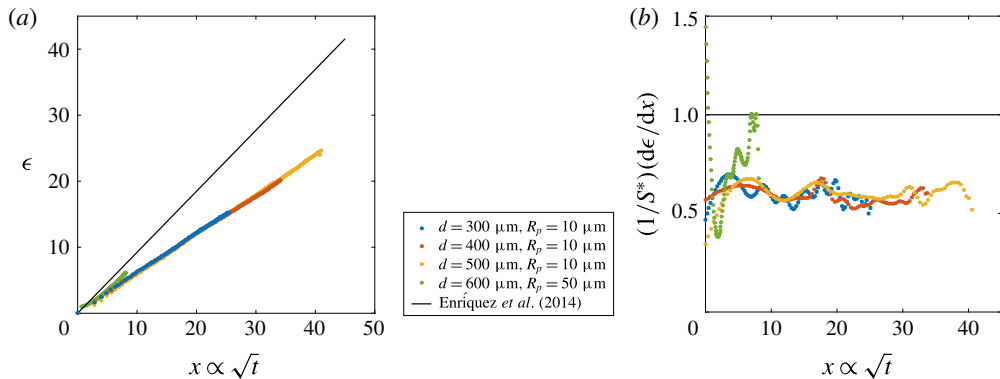 (a)
40
30
20
10
0
ϵ
10 20 30 40 50
x ∝ √t
d = 300 μm, R_p = 10 μm
d = 400 μm, R_p = 10 μm
d = 500 μm, R_p = 10 μm
d = 600 μm, R_p = 50 μm
Enríquez et al. (2014)
(b)
1.5
1.0
0.5
(1/S*)(dϵ/dx)
0 10 20 30 40
x ∝ √t